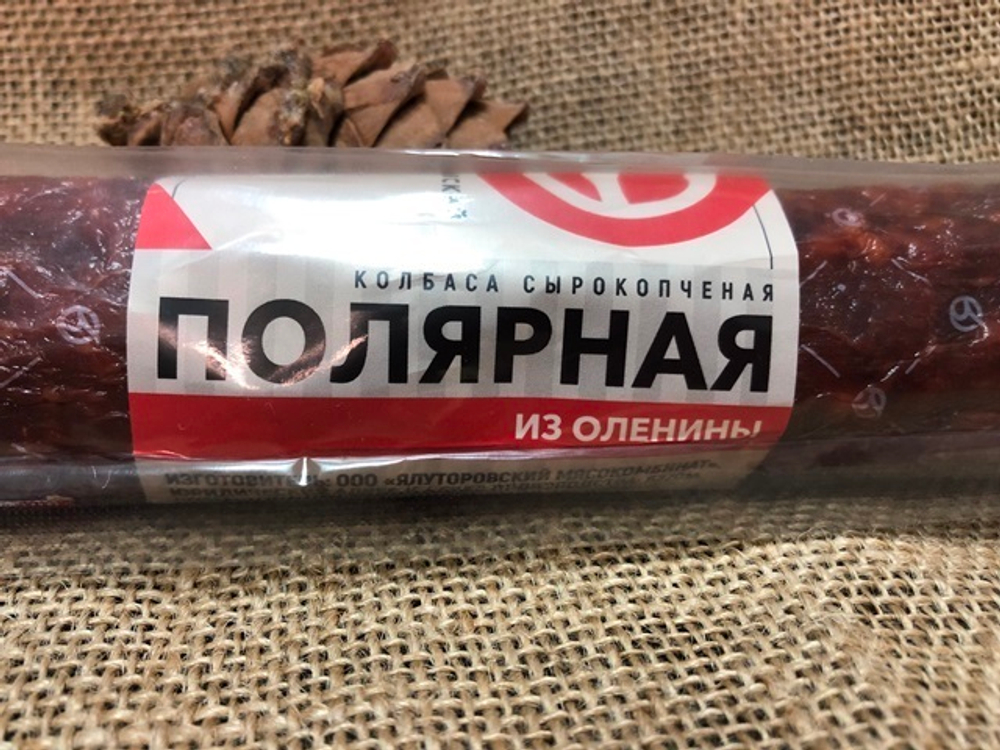 КОЛБАСА СЫРОКОПЧЕНАЯ
ПОЛЯРНАЯ
ИЗ ОЛЕНИНЫ
ИЗГОТОВИТЕЛЬ: ООО «ЯЛУТОРОВСКИЙ МЯСОКОМБИНАТ»,